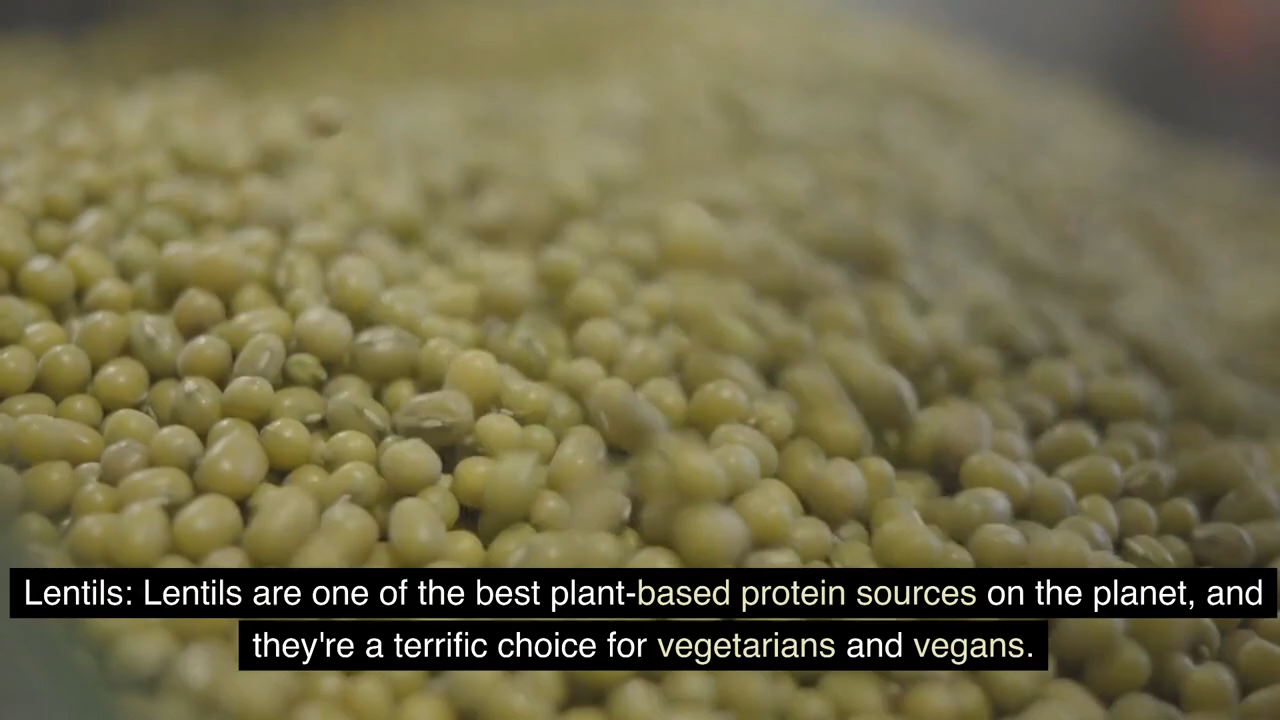 Lentils: Lentils are one of the best plant-based protein sources on the planet, and
they're a terrific choice for vegetarians and vegans.